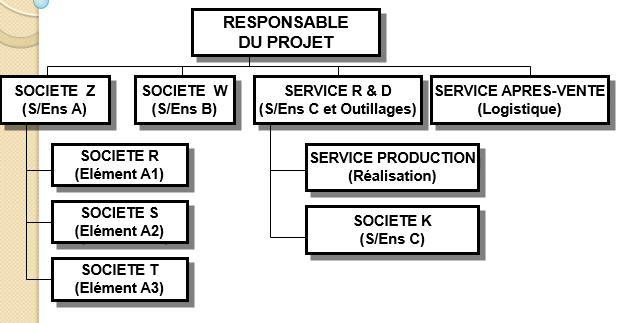 RESPONSABLE
DU PROJET
SOCIETE Z
(S/Ens A)
SOCIETE W
(S/Ens B)
SERVICE R & D
(S/Ens C et Outillages)
SERVICE APRES-VENTE
(Logistique)
SOCIETE R
(Elément A1)
SOCIETE S
(Elément A2)
SOCIETE T
(Elément A3)
SERVICE PRODUCTION
(Réalisation)
SOCIETE K
(S/Ens C)